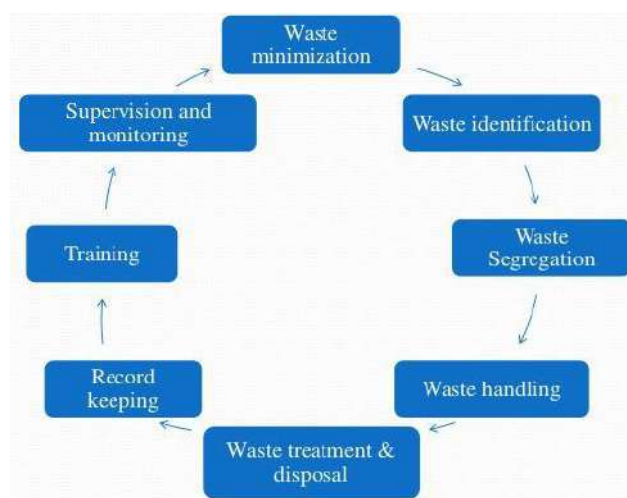 Waste
minimization
Waste identification
Waste
Segregation
Waste handling
Waste treatment &
disposal
Record
keeping
Training
Supervision and
monitoring